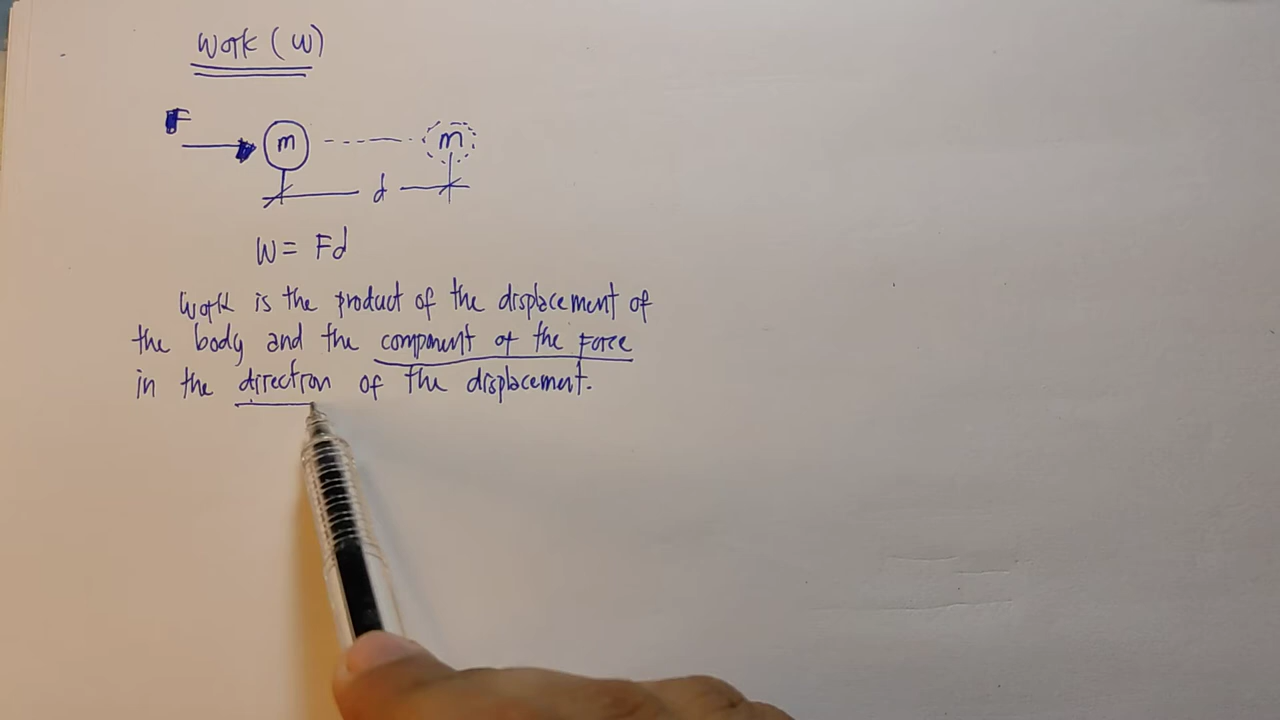 Work (W)
F
m m
d
W = Fd
Work is the product of the displacement of
the body and the component of the Force
in the direction of the displacement.